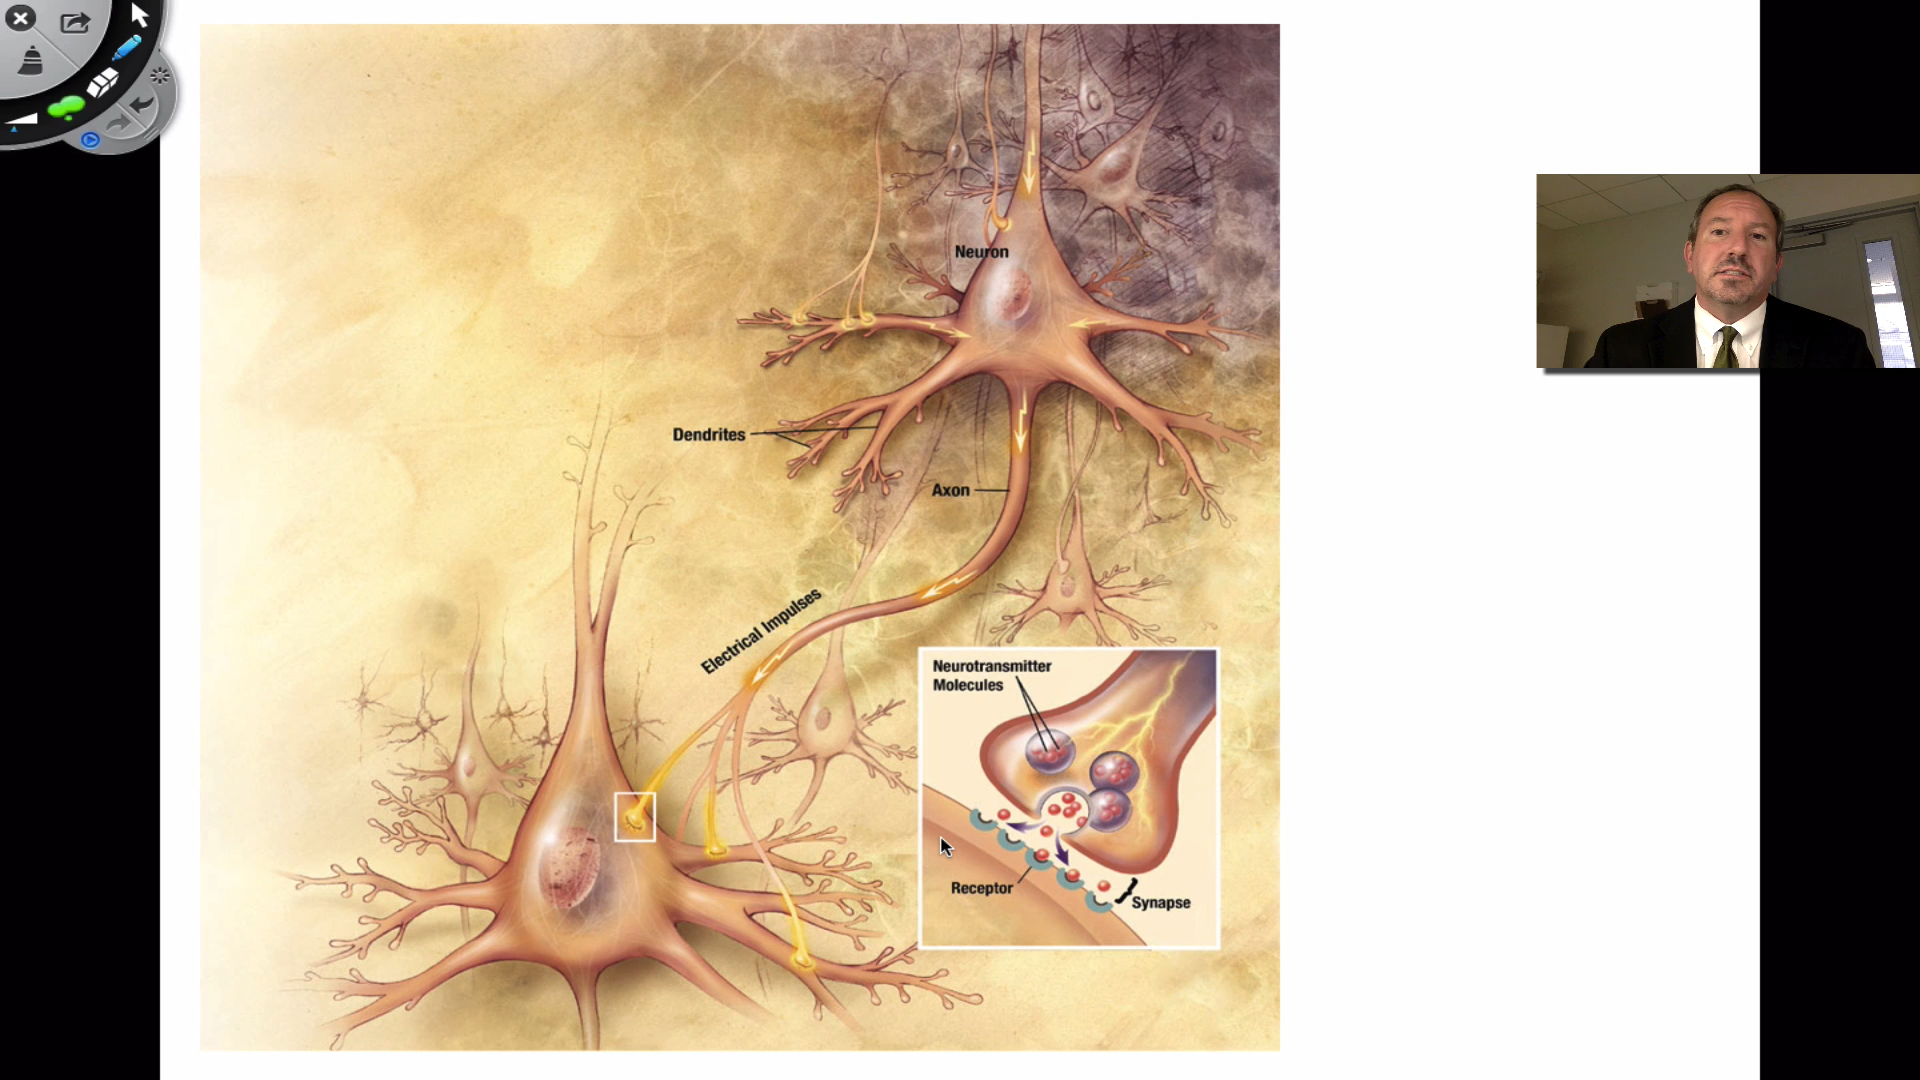 Neuron
Dendrites
Axon
Electrical Impulses
Neurotransmitter
Molecules
Receptor
Synapse